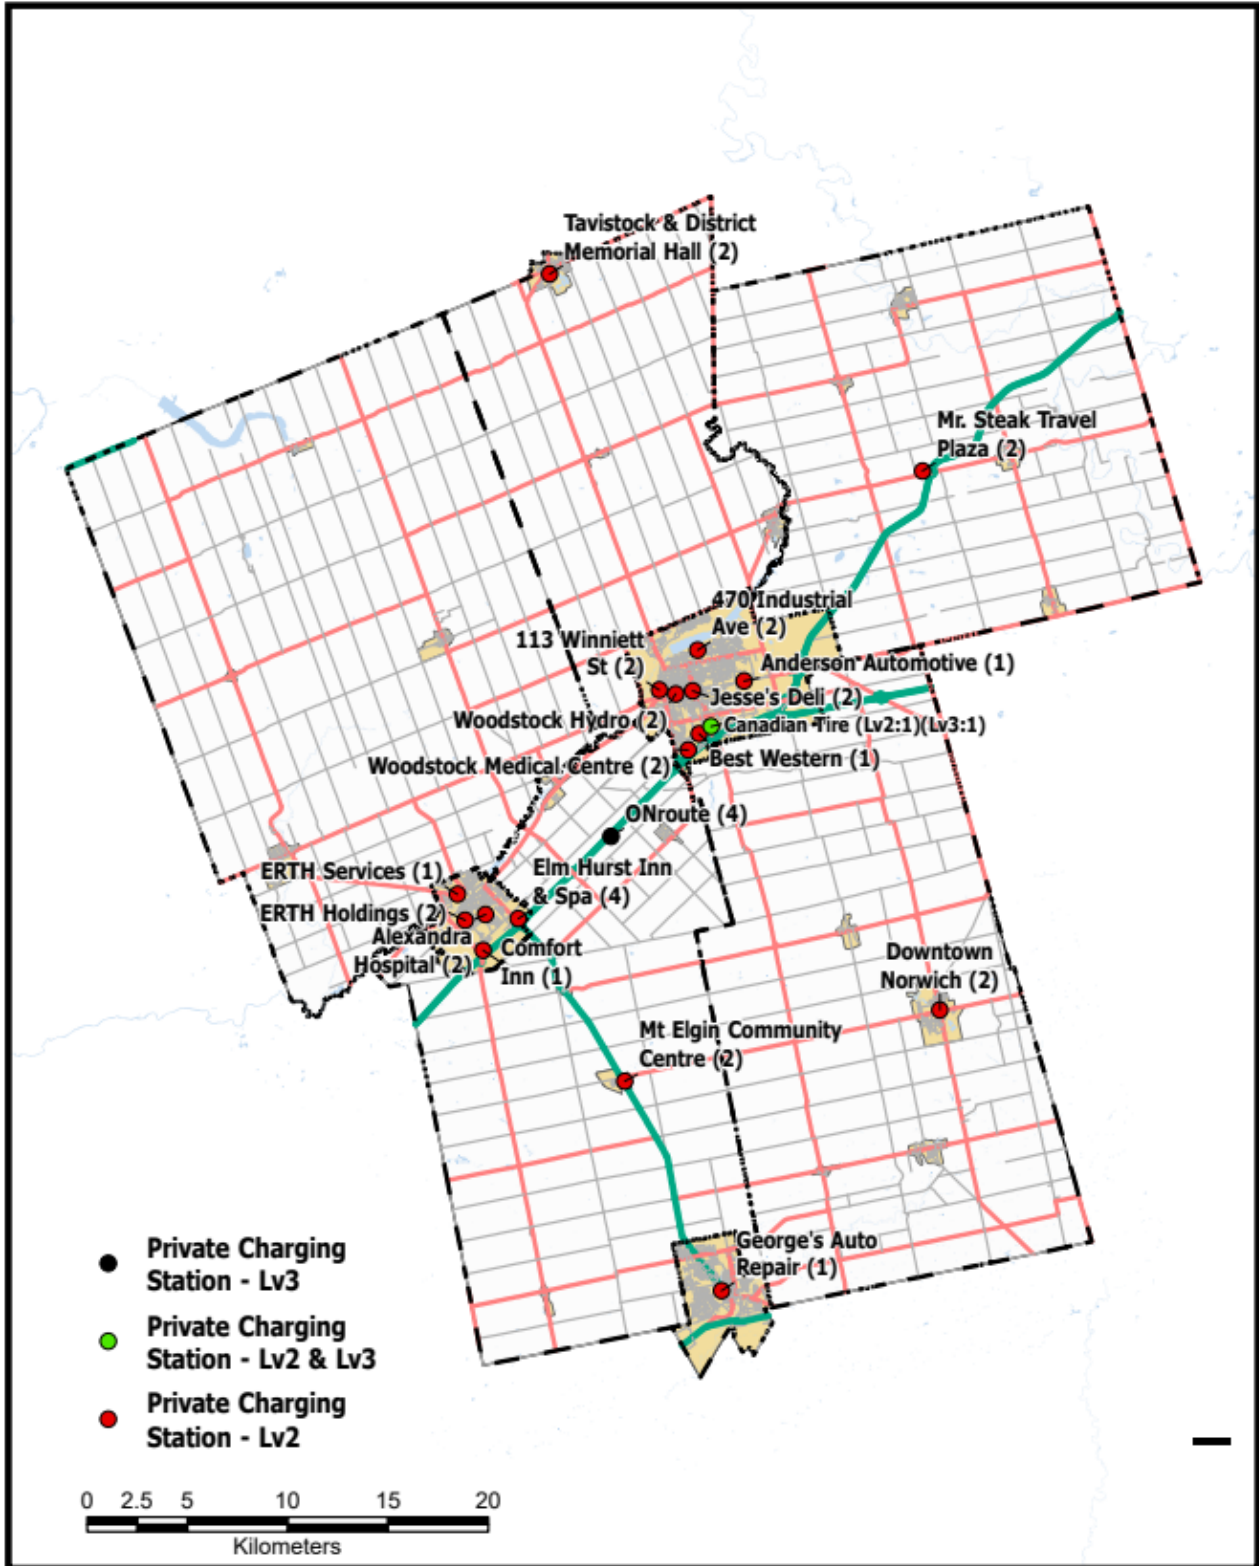 Tavistock & District
Memorial Hall (2)
Mr. Steak Travel
Plaza (2)
470 Industrial
Ave (2)
113 Winniett
St (2)
Anderson Automotive (1)
Jesse's Deli (2)
Woodstock Hydro (2)
Canadian Tire (Lv2:1)(Lv3:1)
Best Western (1)
Woodstock Medical Centre (2)
ONroute (4)
ERTH Services (1)
Elm Hurst Inn
& Spa (4)
ERTH Holdings (2)
Alexandra
Hospital (2)
Comfort
Inn (1)
Downtown
Norwich (2)
Mt Elgin Community
Centre (2)
George's Auto
Repair (1)
Private Charging
Station - Lv3
Private Charging
Station - Lv2 & Lv3
Private Charging
Station - Lv2
0 2.5 5 10 15 20
Kilometers